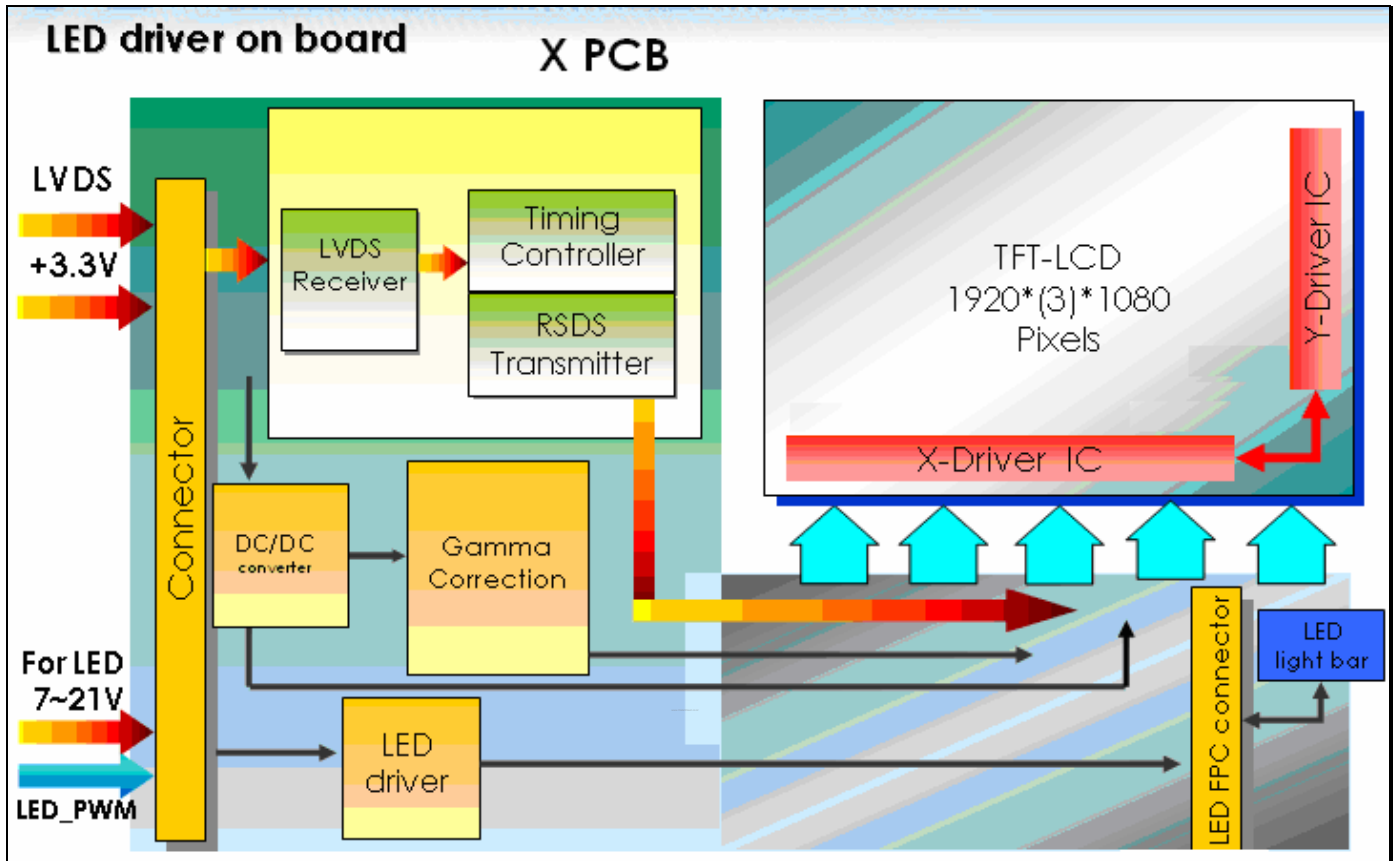 LED driver on board
X PCB
LVDS
+3.3V
For LED
7~21V
LED_PWM
Connector
LVDS
Receiver
Timing
Controller
RSDS
Transmitter
DC/DC
converter
Gamma
Correction
LED
driver
TFT-LCD
1920*(3)*1080
Pixels
Y-Driver IC
X-Driver IC
LED FPC connector
LED
light bar